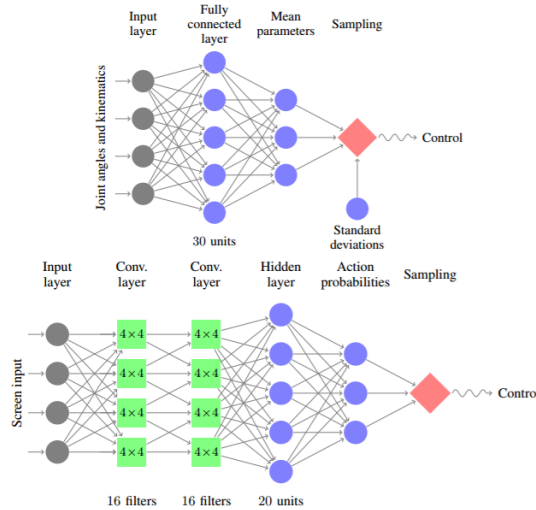 Input
layer
Fully
connected
layer
Mean
parameters
Sampling
Joint angles and kinematics
Control
30 units
Standard
deviations
Input
layer
Conv.
layer
Conv.
layer
Hidden
layer
Action
probabilities
Sampling
Screen input
4×4
4×4
4×4
4×4
4×4
4×4
4×4
4×4
Control
16 filters
16 filters
20 units